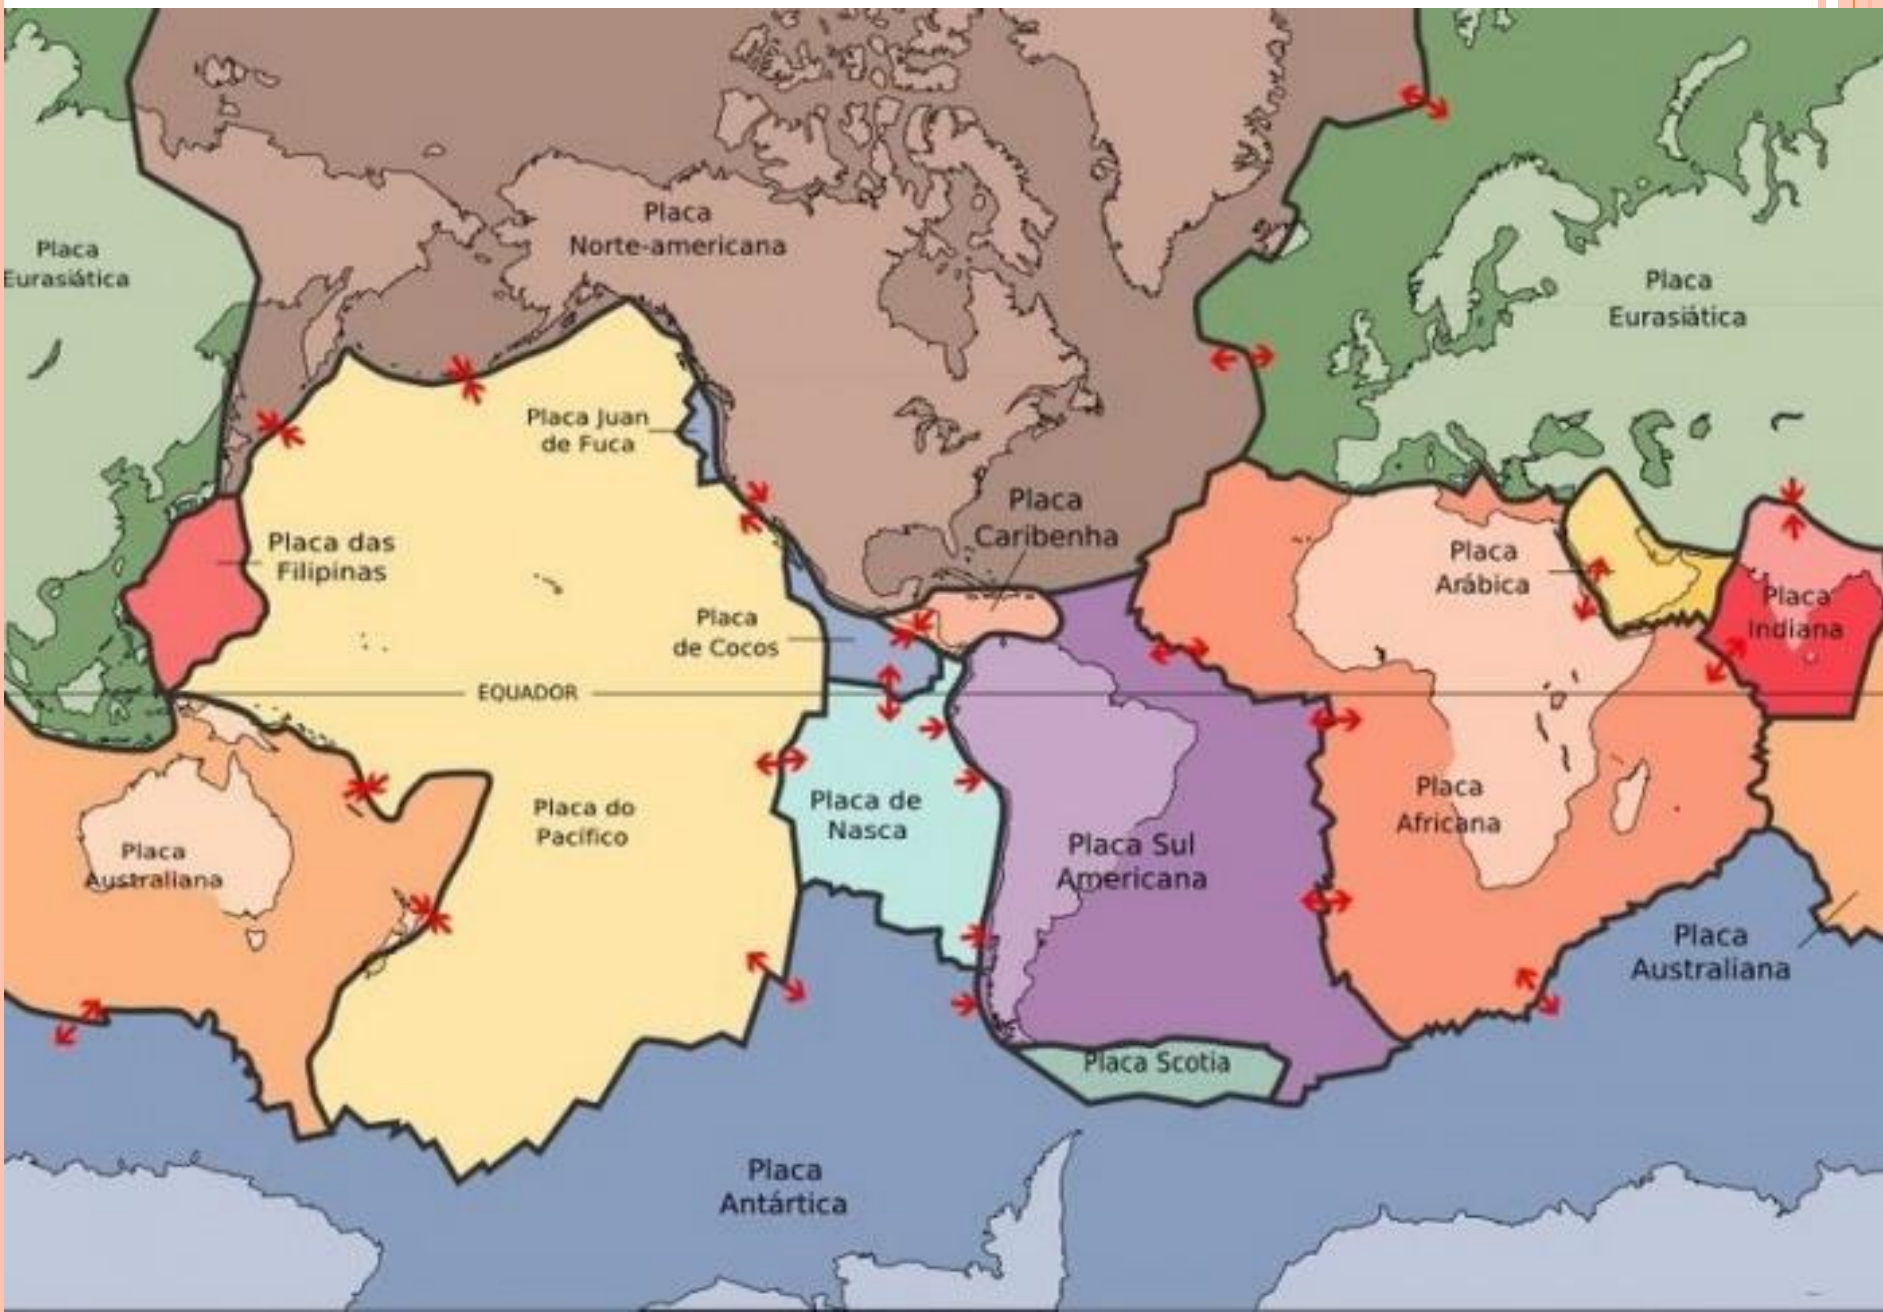 Placa
Norte-americana
Placa
Eurasiática
Placa
Eurasiática
Placa Juan
de Fuca
Placa
Caribenha
Placa das
Filipinas
Placa
Arábica
Placa
Indiana
Placa
de Cocos
EQUADOR
Placa do
Pacífico
Placa de
Nasca
Placa
Africana
Placa Sul
Americana
Placa
Australiana
Placa
Australiana
Placa Scotia
Placa
Antártica